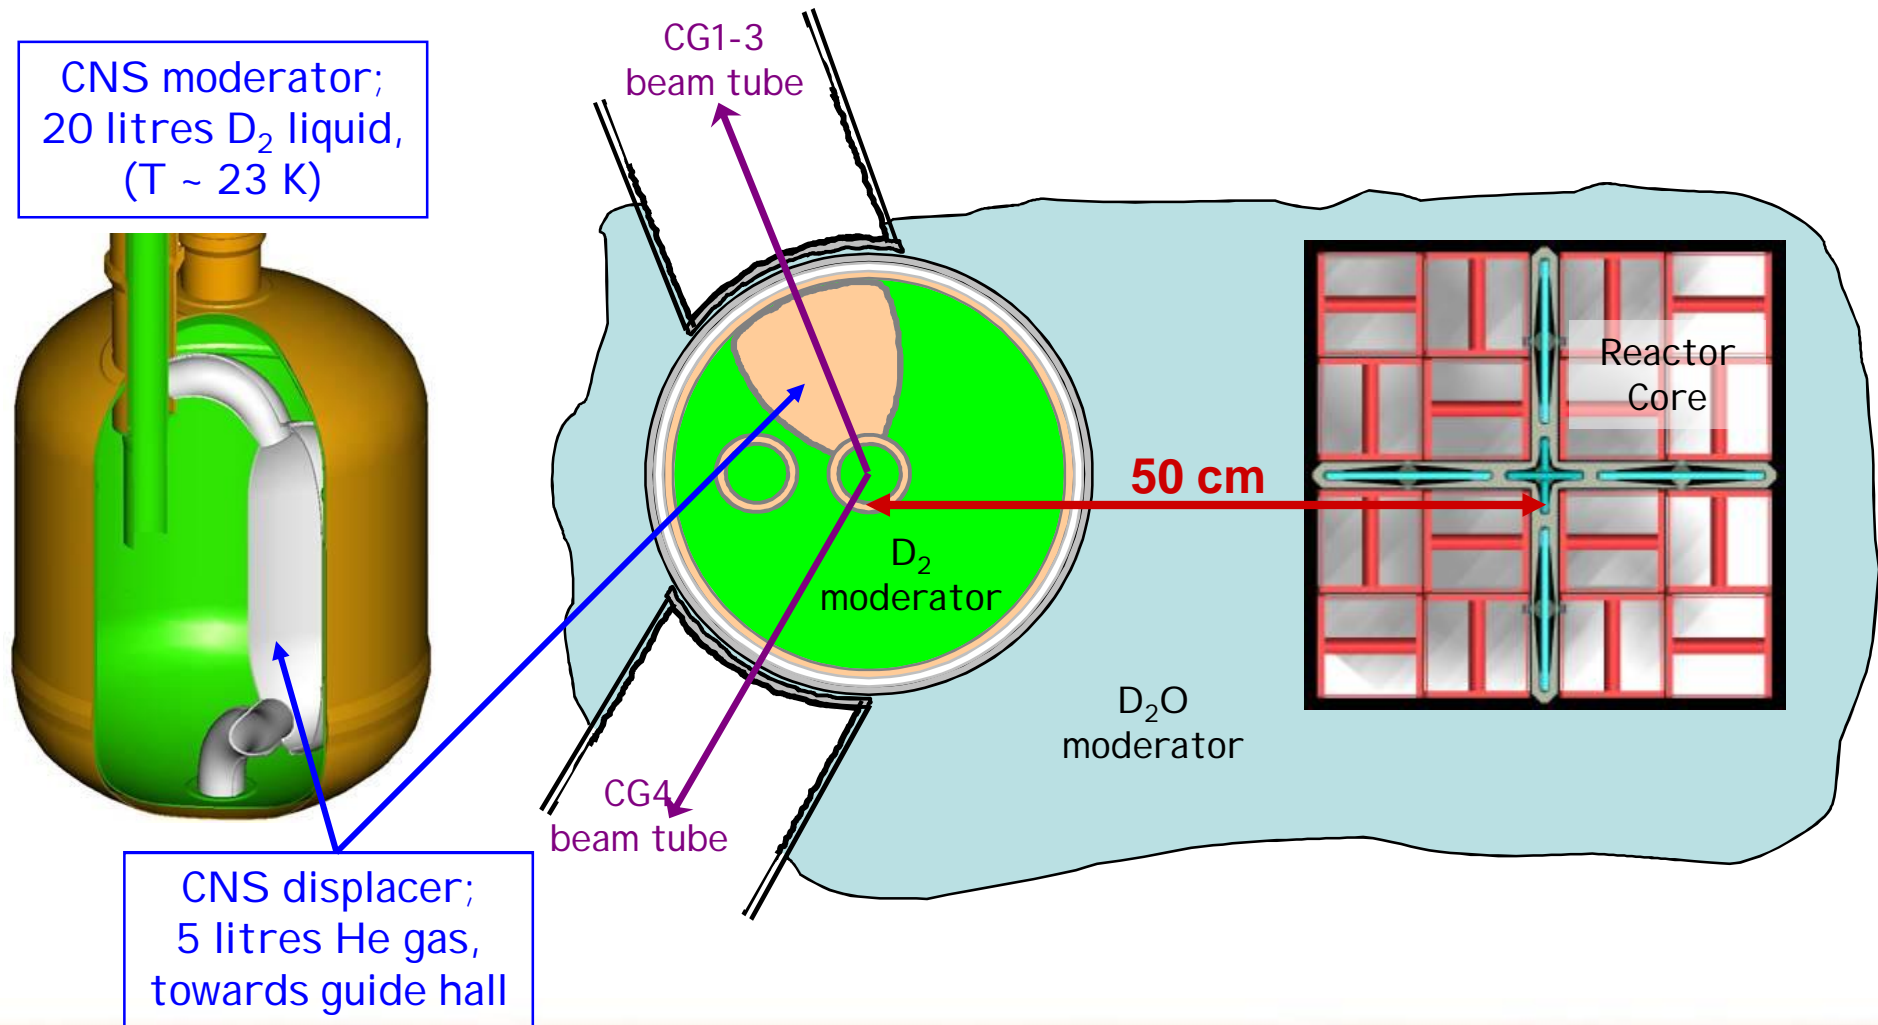 CNS moderator;
20 litres D₂ liquid,
(T ~ 23 K)
CG1-3
beam tube
Reactor
Core
50 cm
D₂
moderator
D₂O
moderator
CG4
beam tube
CNS displacer;
5 litres He gas,
towards guide hall